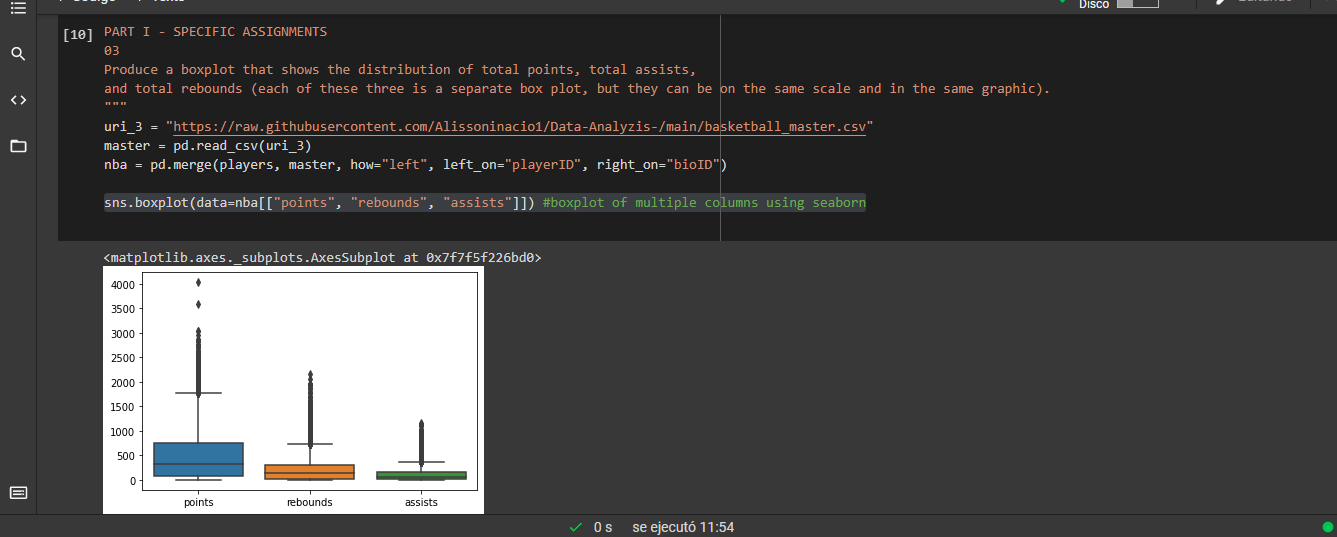 Código
Texto
Disco
Editando
[10] PART I - SPECIFIC ASSIGNMENTS
03
Produce a boxplot that shows the distribution of total points, total assists,
and total rebounds (each of these three is a separate box plot, but they can be on the same scale and in the same graphic).
"""
uri_3 = "https://raw.githubusercontent.com/Alissoninacio1/Data-Analyzis-/main/basketball_master.csv"
master = pd.read_csv(uri_3)
nba = pd.merge(players, master, how="left", left_on="playerID", right_on="bioID")
sns.boxplot(data=nba[["points", "rebounds", "assists"]]) #boxplot of multiple columns using seaborn
<matplotlib.axes._subplots.AxesSubplot at 0x7f7f5f226bd0>
4000
3500
3000
2500
2000
1500
1000
500
0
points rebounds assists
0 s se ejecutó 11:54